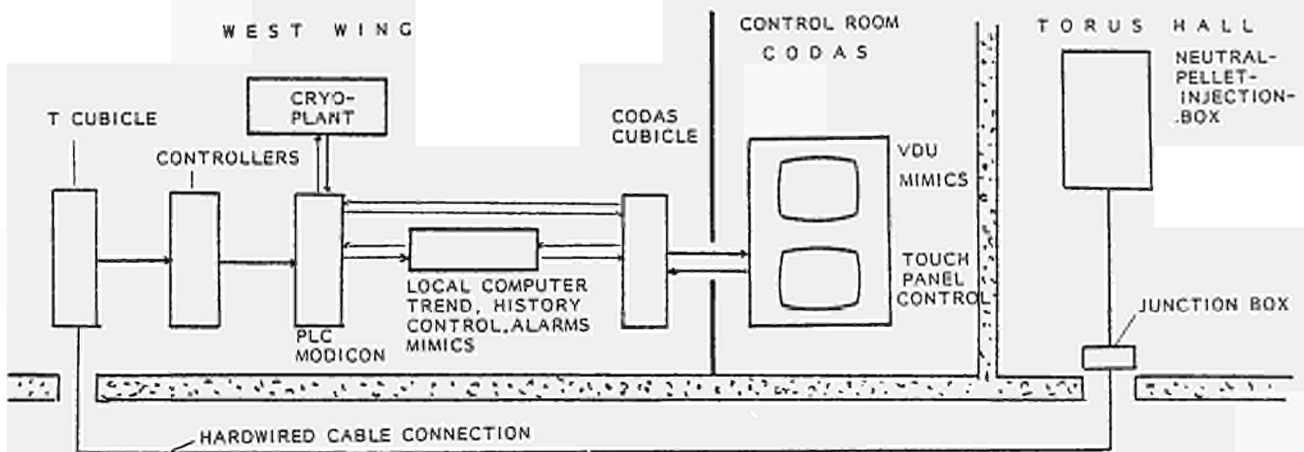 WEST WING
CONTROL ROOM
CODAS
TORUS HALL
NEUTRAL-
PELLET-
INJECTION-
BOX
CRYO-
PLANT
T CUBICLE
CONTROLLERS
CODAS
CUBICLE
VDU
MIMICS
TOUCH
PANEL
CONTROL
LOCAL COMPUTER
TREND, HISTORY
CONTROL, ALARMS
MIMICS
PLC
MODICON
JUNCTION BOX
HARDWIRED CABLE CONNECTION